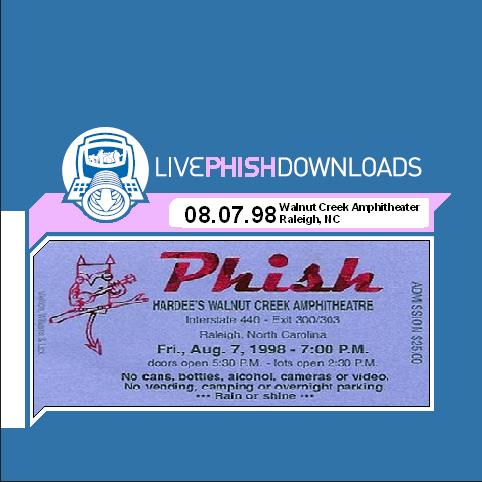 LIVEPHISHDOWNLOADS
08.07.98
Walnut Creek Amphitheater
Raleigh, NC
Phish
HARDEE'S WALNUT CREEK AMPHITHEATRE
Interstate 440 - Exit 300/303
Raleigh, North Carolina
Fri., Aug. 7, 1998 - 7:00 P.M.
doors open 5:30 P.M. - lots open 2:30 P.M.
No cans, bottles, alcohol, cameras or video.
No vending, camping or overnight parking.
*** Rain or shine ***
ADMISSION $25.00